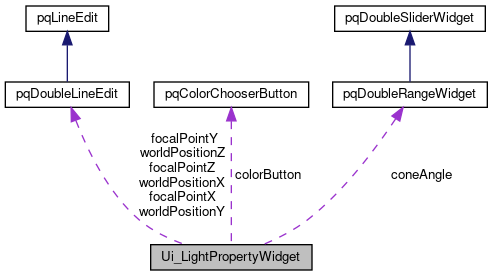 pqLineEdit
pqDoubleSliderWidget
pqDoubleLineEdit
pqColorChooserButton
pqDoubleRangeWidget
focalPointY
worldPositionZ
focalPointZ
worldPositionX
focalPointX
worldPositionY
colorButton
coneAngle
Ui_LightPropertyWidget